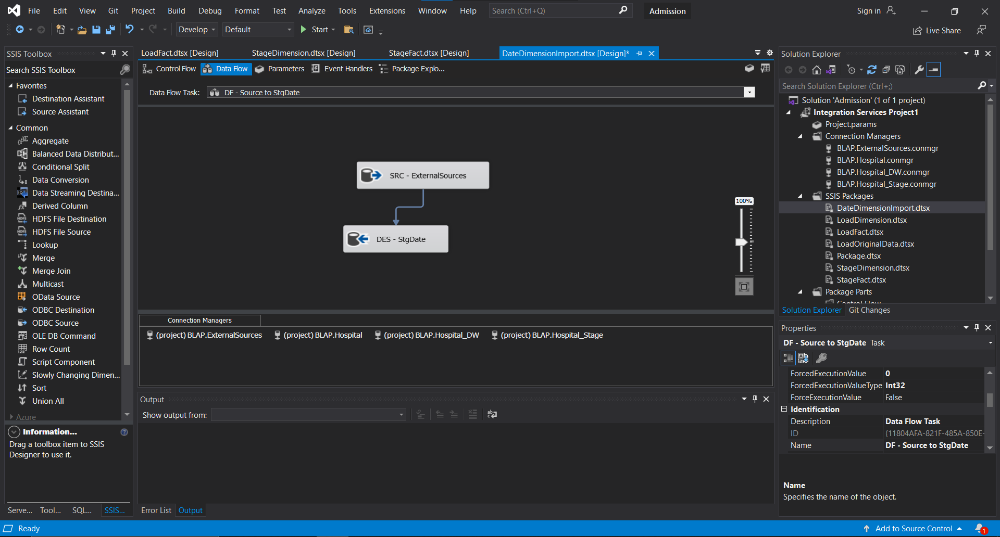 File Edit View Git Project Build Debug Format Test Analyze Tools Extensions Window Help Search (Ctrl+Q) Admission Sign in
Develop Default Start Live Share
SSIS Toolbox
Search SSIS Toolbox
Favorites
Destination Assistant
Source Assistant
Common
Aggregate
Balanced Data Distribut...
Conditional Split
Data Conversion
Data Streaming Destina...
Derived Column
HDFS File Destination
HDFS File Source
Lookup
Merge
Merge Join
Multicast
OData Source
ODBC Destination
ODBC Source
OLE DB Command
Row Count
Script Component
Slowly Changing Dimen...
Sort
Union All
Azure
Information...
Drag a toolbox item to SSIS
Designer to use it.
Serve... Tool... SQL... SSIS...
LoadFact.dtsx [Design] StageDimension.dtsx [Design] StageFact.dtsx [Design] DateDimensionImport.dtsx [Design]*
Control Flow Data Flow Parameters Event Handlers Package Explo...
Data Flow Task: DF - Source to StgDate
SRC - ExternalSources
DES - StgDate
100%
Connection Managers
(project) BLAP.ExternalSources (project) BLAP.Hospital (project) BLAP.Hospital_DW (project) BLAP.Hospital_Stage
Output
Show output from:
Error List Output
Solution Explorer
Search Solution Explorer (Ctrl+;)
Solution 'Admission' (1 of 1 project)
Integration Services Project1
Project.params
Connection Managers
BLAP.ExternalSources.conmgr
BLAP.Hospital.conmgr
BLAP.Hospital_DW.conmgr
BLAP.Hospital_Stage.conmgr
SSIS Packages
DateDimensionImport.dtsx
LoadDimension.dtsx
LoadFact.dtsx
LoadOriginalData.dtsx
Package.dtsx
StageDimension.dtsx
StageFact.dtsx
Package Parts
Control Flow
Solution Explorer Git Changes
Properties
DF - Source to StgDate Task
ForcedExecutionValue 0
ForcedExecutionValueType Int32
ForceExecutionValue False
Identification
Description Data Flow Task
ID {11804AFA-821F-485A-850E-
Name DF - Source to StgDate
Name
Specifies the name of the object.
Ready Add to Source Control 1